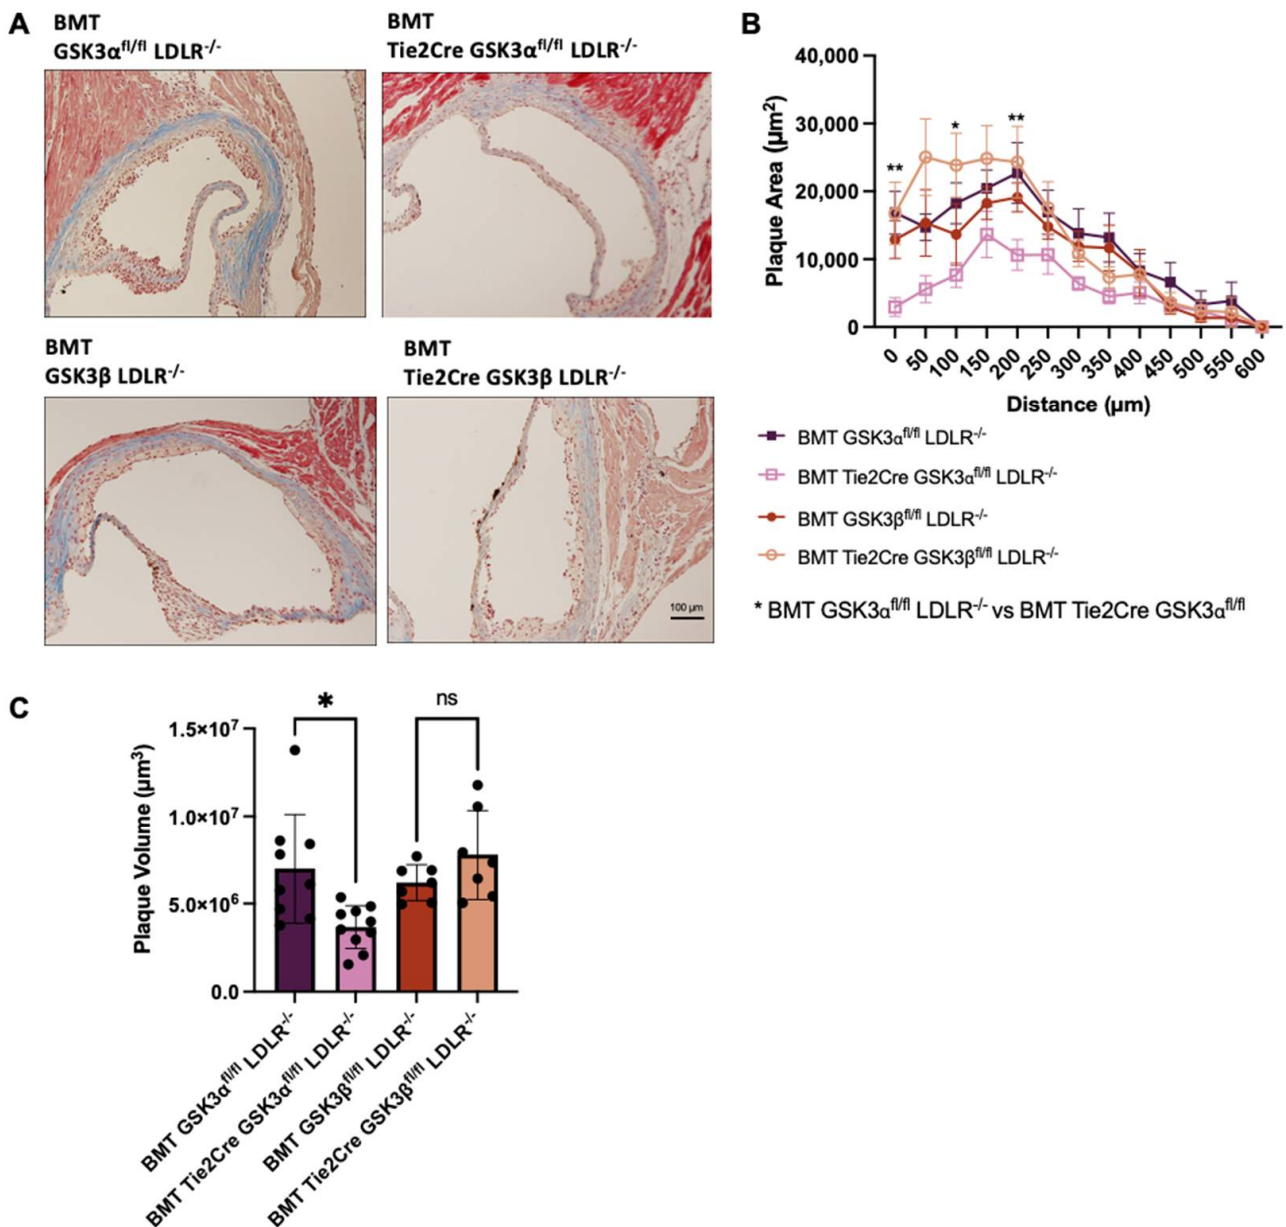 A
BMT
GSK3α^fl/fl LDLR^-/-
BMT
Tie2Cre GSK3α^fl/fl LDLR^-/-
BMT
GSK3β LDLR^-/-
BMT
Tie2Cre GSK3β LDLR^-/-
100 µm
B
Plaque Area (µm²)
40,000
30,000
20,000
10,000
0
**
*
**
0
50
100
150
200
250
300
350
400
450
500
550
600
Distance (µm)
BMT GSK3α^fl/fl LDLR^-/-
BMT Tie2Cre GSK3α^fl/fl LDLR^-/-
BMT GSK3β^fl/fl LDLR^-/-
BMT Tie2Cre GSK3β^fl/fl LDLR^-/-
* BMT GSK3α^fl/fl LDLR^-/- vs BMT Tie2Cre GSK3α^fl/fl
C
Plaque Volume (µm³)
1.5×10⁷
1.0×10⁷
5.0×10⁶
0.0
*
ns
BMT GSK3α^fl/fl LDLR^-/-
BMT Tie2Cre GSK3α^fl/fl LDLR^-/-
BMT GSK3β^fl/fl LDLR^-/-
BMT Tie2Cre GSK3β^fl/fl LDLR^-/-